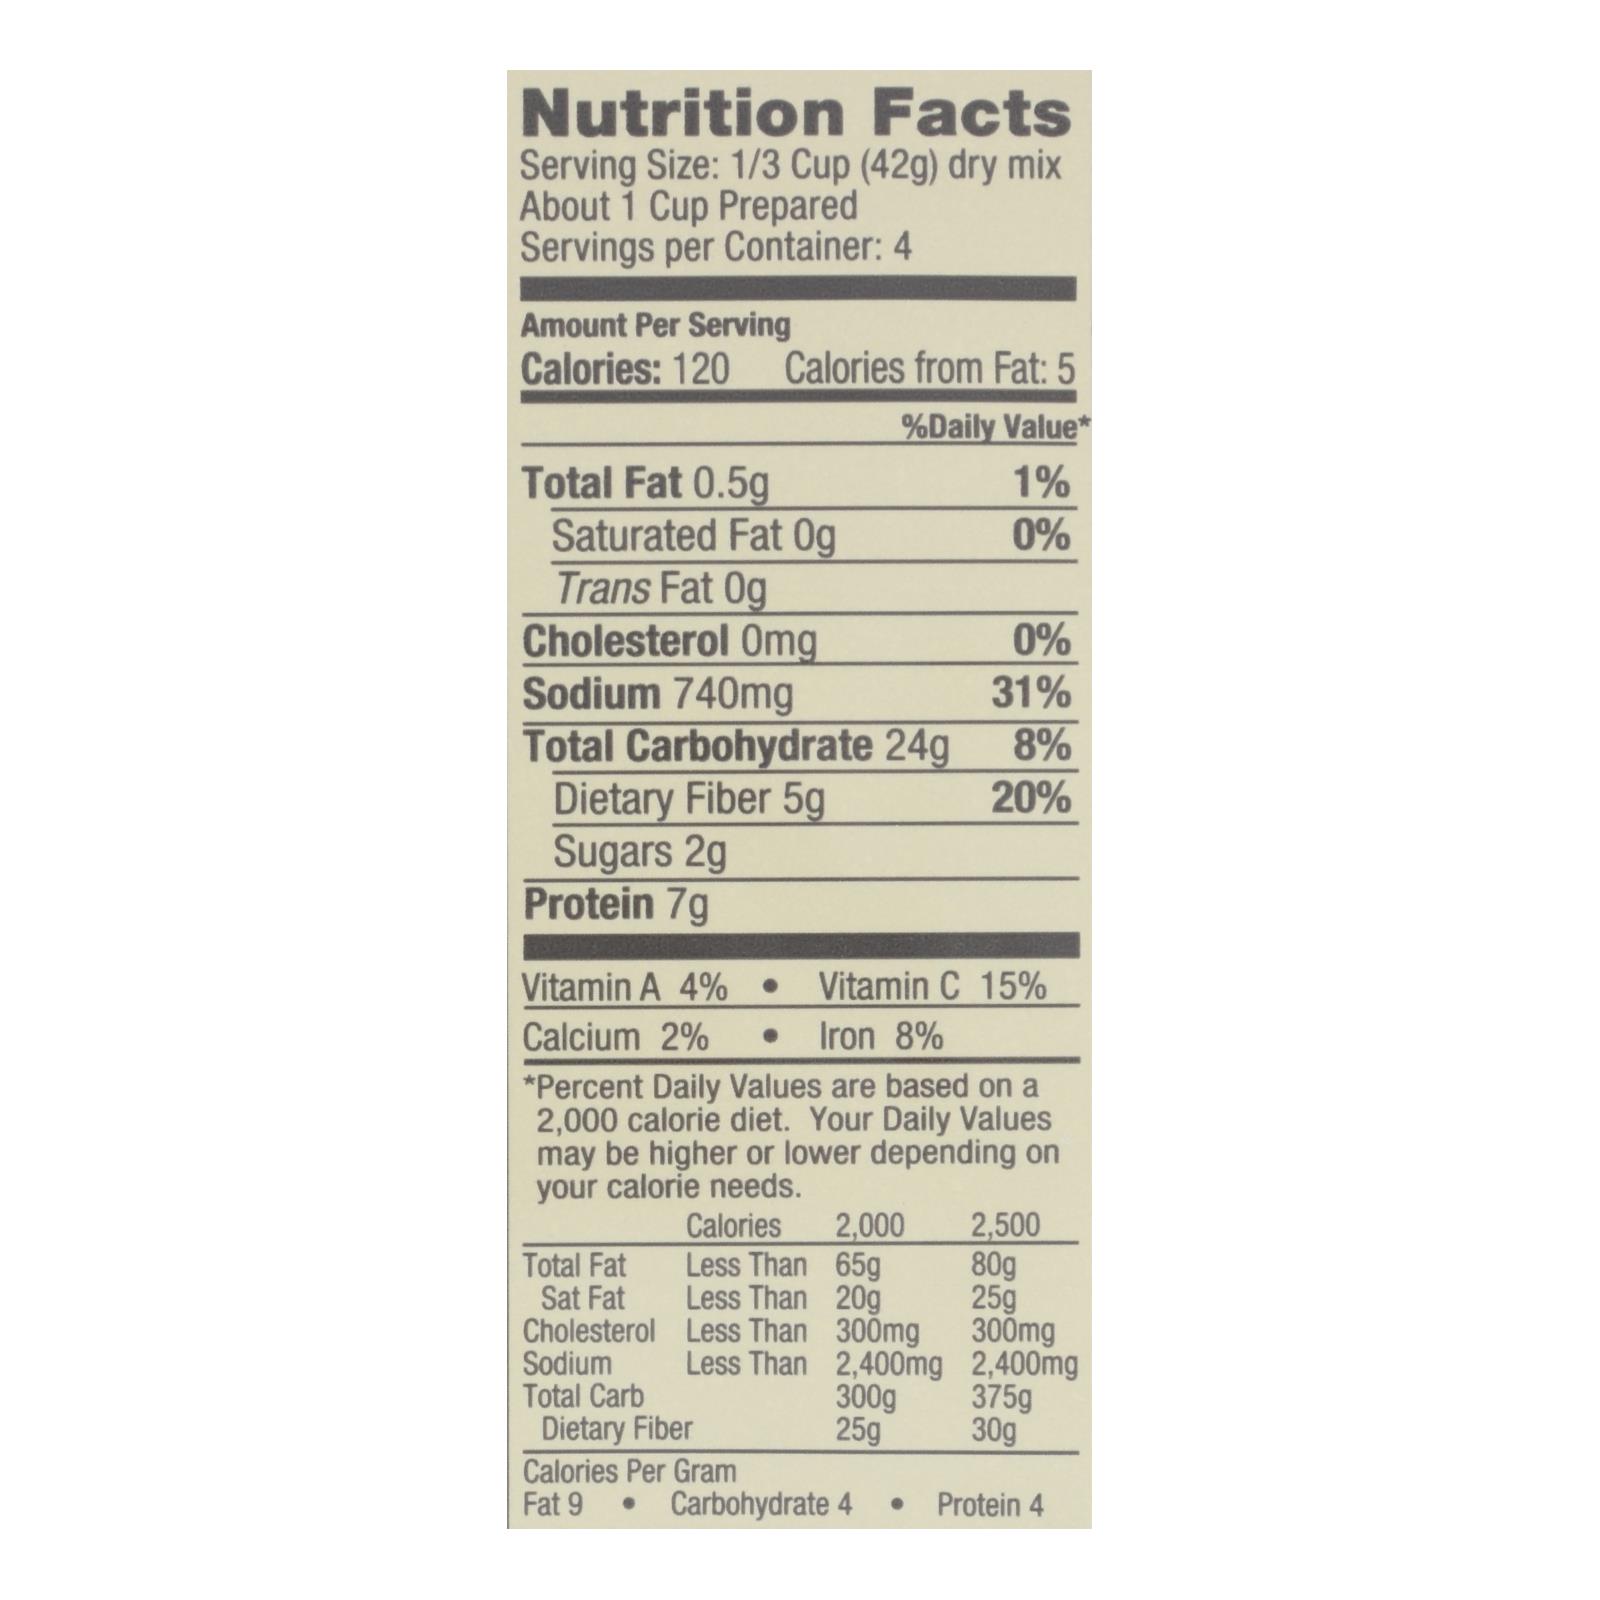 Nutrition Facts
Serving Size: 1/3 Cup (42g) dry mix
About 1 Cup Prepared
Servings per Container: 4
Amount Per Serving
Calories: 120 Calories from Fat: 5
%Daily Value*
Total Fat 0.5g 1%
Saturated Fat 0g 0%
Trans Fat 0g
Cholesterol 0mg 0%
Sodium 740mg 31%
Total Carbohydrate 24g 8%
Dietary Fiber 5g 20%
Sugars 2g
Protein 7g
Vitamin A 4% • Vitamin C 15%
Calcium 2% • Iron 8%
*Percent Daily Values are based on a
2,000 calorie diet. Your Daily Values
may be higher or lower depending on
your calorie needs.
Calories 2,000 2,500
Total Fat Less Than 65g 80g
Sat Fat Less Than 20g 25g
Cholesterol Less Than 300mg 300mg
Sodium Less Than 2,400mg 2,400mg
Total Carb 300g 375g
Dietary Fiber 25g 30g
Calories Per Gram
Fat 9 • Carbohydrate 4 • Protein 4